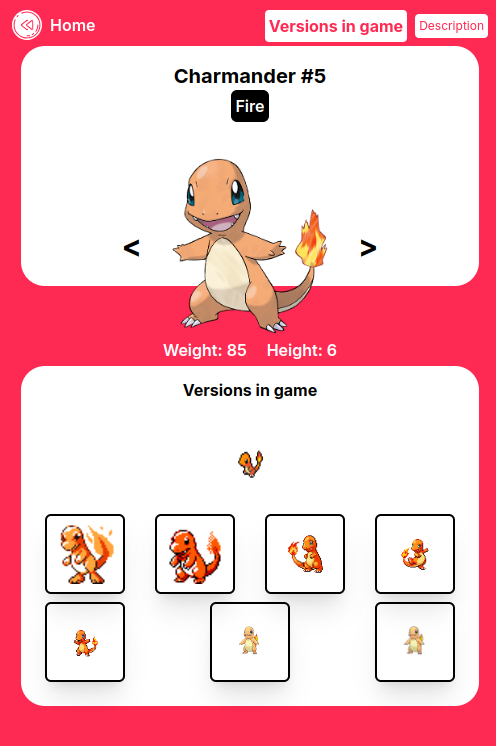 Home
Versions in game
Description
Charmander #5
Fire
< >
Weight: 85 Height: 6
Versions in game